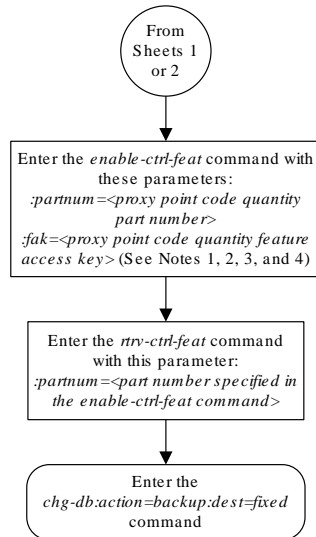 From
Sheets 1
or 2
Enter the enable-ctrl-feat command with
these parameters:
:partnum=<proxy point code quantity
part number>
:fak=<proxy point code quantity feature
access key> (See Notes 1, 2, 3, and 4)
Enter the rtrv-ctrl-feat command
with this parameter:
:partnum=<part number specified in
the enable-ctrl-feat command>
Enter the
chg-db:action=backup:dest=fixed
command